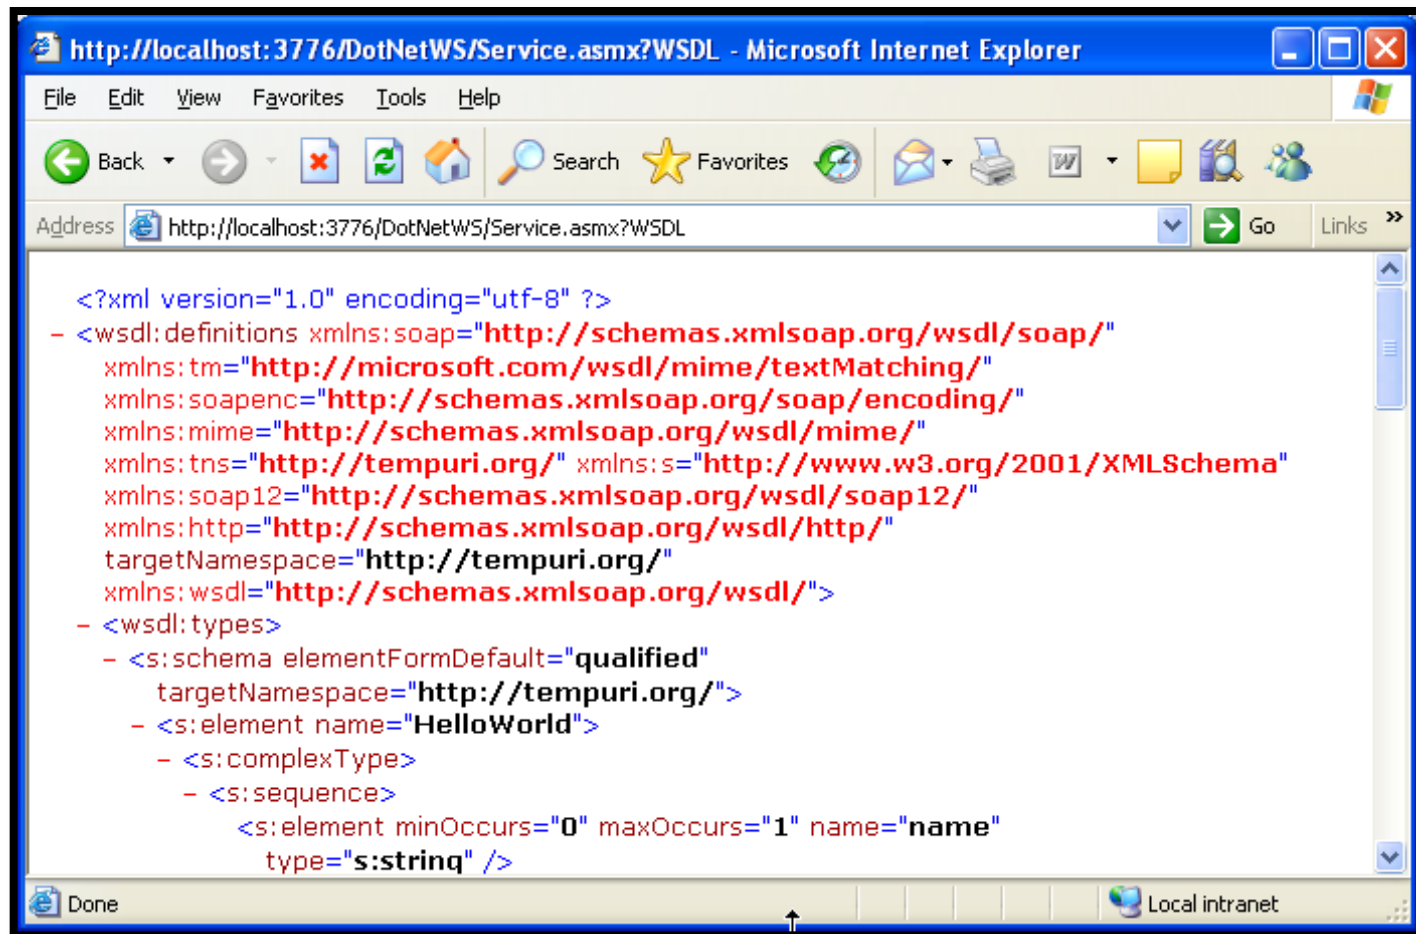 http://localhost:3776/DotNetWS/Service.asmx?WSDL - Microsoft Internet Explorer
File Edit View Favorites Tools Help
Back Search Favorites W
Address http://localhost:3776/DotNetWS/Service.asmx?WSDL Go Links »
<?xml version="1.0" encoding="utf-8" ?>
- <wsdl:definitions xmlns:soap="http://schemas.xmlsoap.org/wsdl/soap/"
xmlns:tm="http://microsoft.com/wsdl/mime/textMatching/"
xmlns:soapenc="http://schemas.xmlsoap.org/soap/encoding/"
xmlns:mime="http://schemas.xmlsoap.org/wsdl/mime/"
xmlns:tns="http://tempuri.org/" xmlns:s="http://www.w3.org/2001/XMLSchema"
xmlns:soap12="http://schemas.xmlsoap.org/wsdl/soap12/"
xmlns:http="http://schemas.xmlsoap.org/wsdl/http/"
targetNamespace="http://tempuri.org/"
xmlns:wsdl="http://schemas.xmlsoap.org/wsdl/">
- <wsdl:types>
- <s:schema elementFormDefault="qualified"
targetNamespace="http://tempuri.org/">
- <s:element name="HelloWorld">
- <s:complexType>
- <s:sequence>
<s:element minOccurs="0" maxOccurs="1" name="name"
type="s:string" />
Done Local intranet